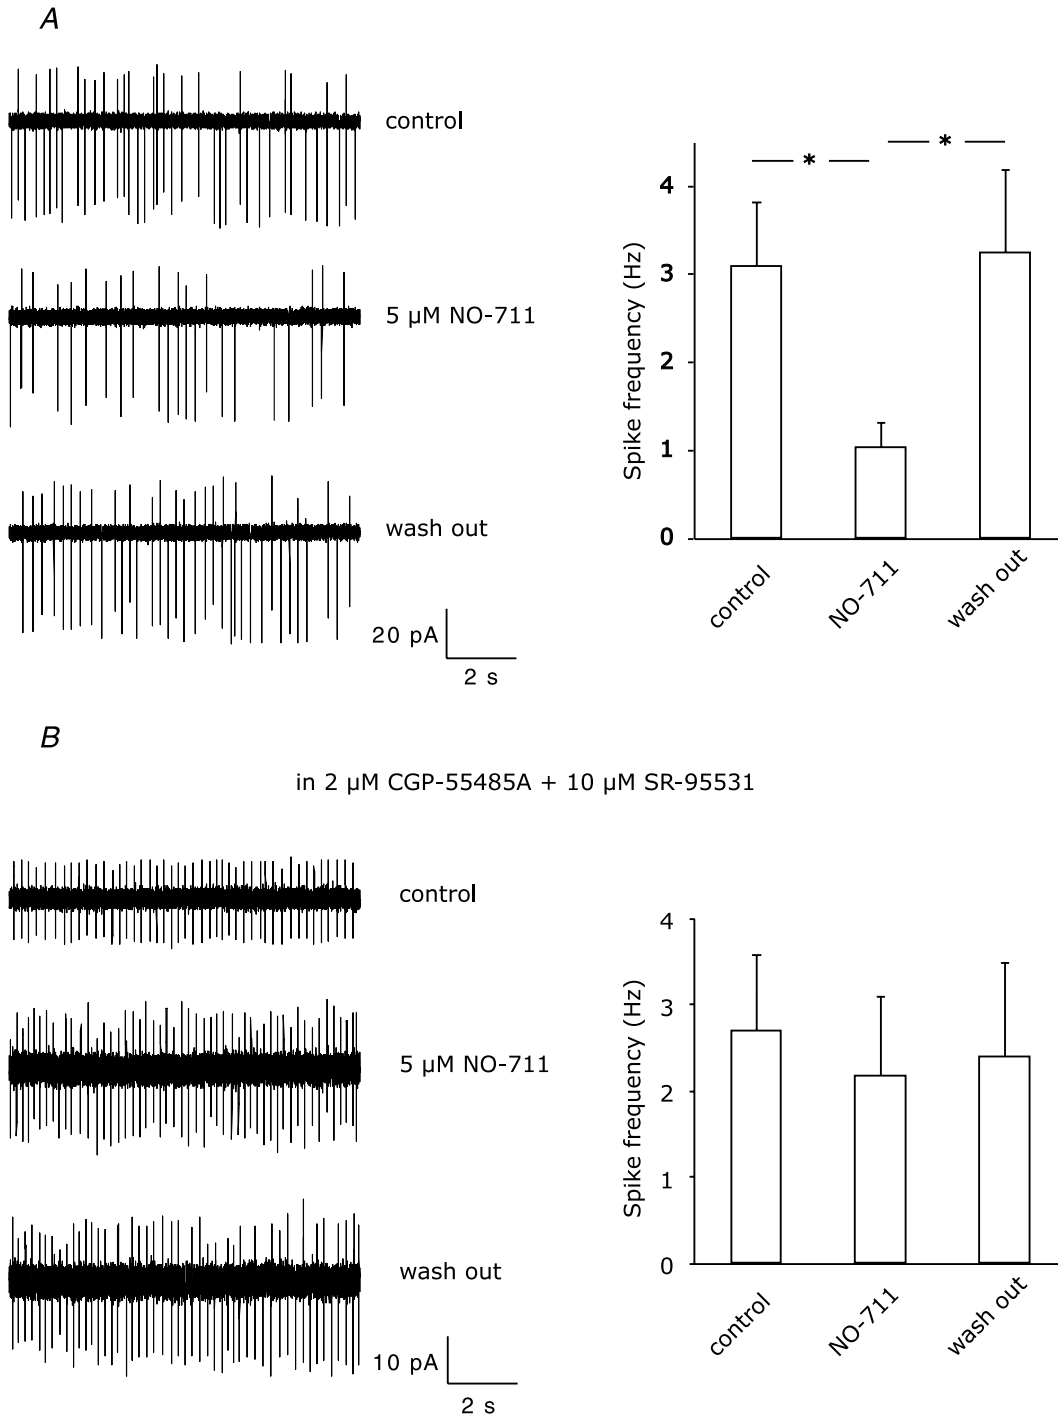 A
control
5 µM NO-711
wash out
20 pA
2 s
Spike frequency (Hz)
4
3
2
1
0
* *
control
NO-711
wash out
B
in 2 µM CGP-55485A + 10 µM SR-95531
control
5 µM NO-711
wash out
10 pA
2 s
Spike frequency (Hz)
4
3
2
1
0
control
NO-711
wash out